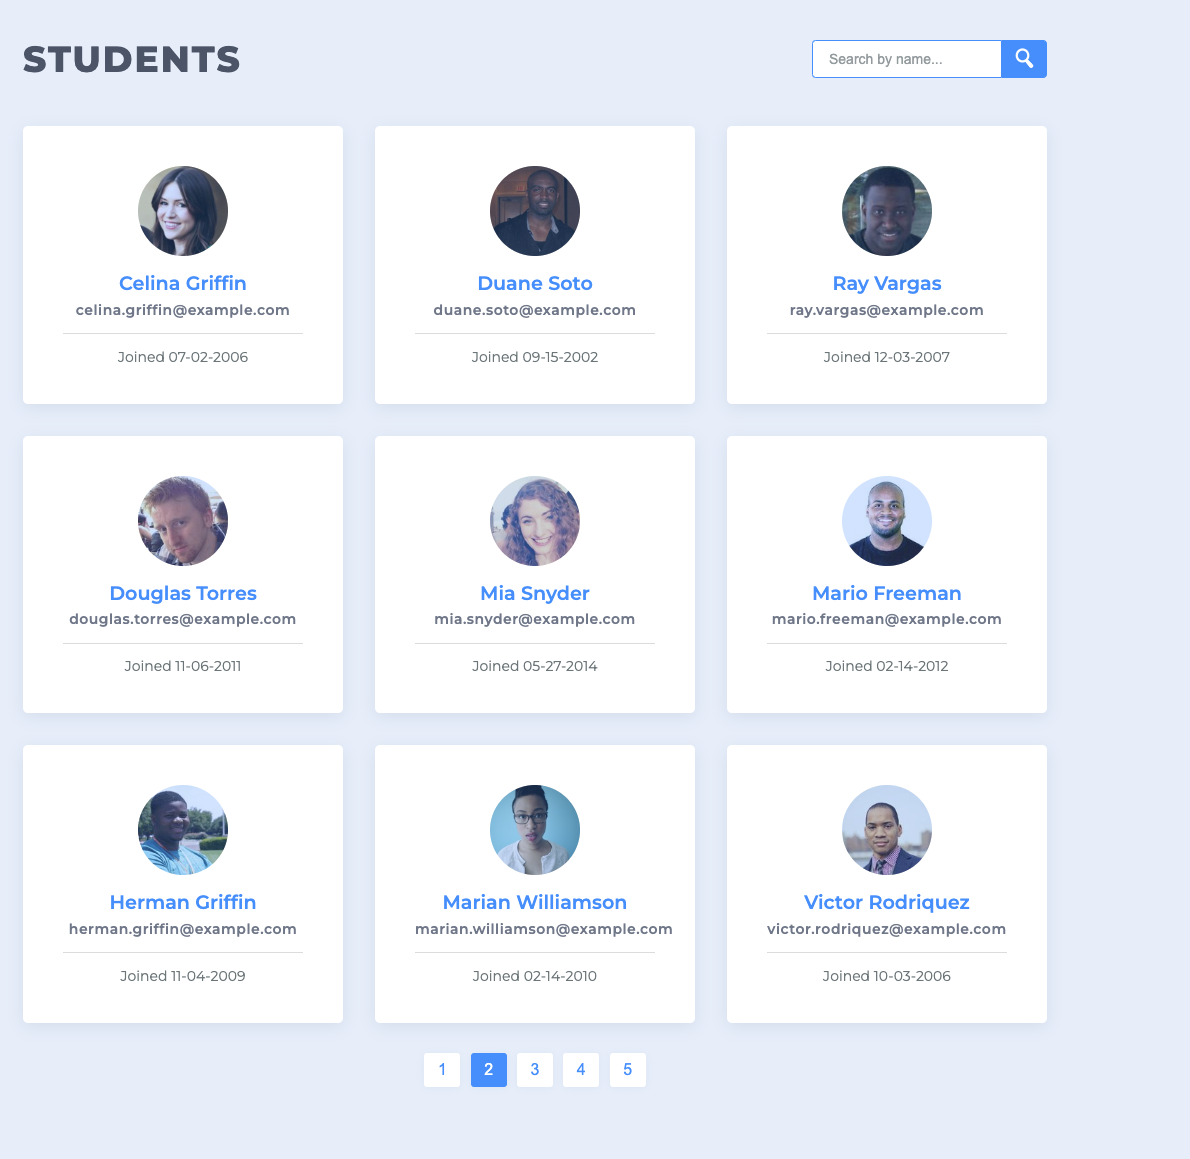 STUDENTS
Search by name...
Celina Griffin
celina.griffin@example.com
Joined 07-02-2006
Duane Soto
duane.soto@example.com
Joined 09-15-2002
Ray Vargas
ray.vargas@example.com
Joined 12-03-2007
Douglas Torres
douglas.torres@example.com
Joined 11-06-2011
Mia Snyder
mia.snyder@example.com
Joined 05-27-2014
Mario Freeman
mario.freeman@example.com
Joined 02-14-2012
Herman Griffin
herman.griffin@example.com
Joined 11-04-2009
Marian Williamson
marian.williamson@example.com
Joined 02-14-2010
Victor Rodriquez
victor.rodriquez@example.com
Joined 10-03-2006
1 2 3 4 5